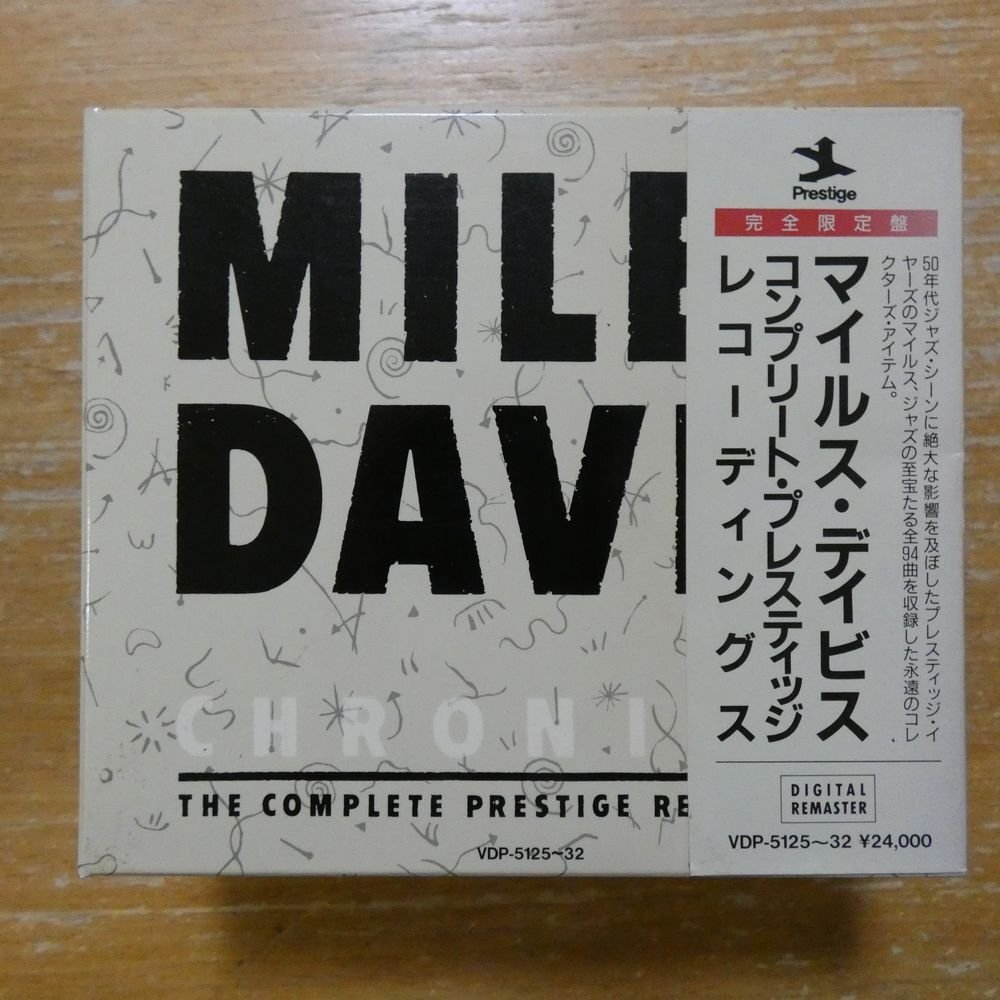 MILE
DAVI
CHRONI
THE COMPLETE PRESTIGE RE
VDP-5125~32
Prestige
完全限定盤
50年代ジャズ・シーンに絶大な影響を及ぼしたプレスティッジ・イ
ヤーズのマイルス、ジャズの至宝たる全94曲を収録した永遠のコレ
クターズ・アイテム。
マイルス・デイビス
コンプリート・プレスティッジ
レコーディングス
DIGITAL
REMASTER
VDP-5125~32 ¥24,000